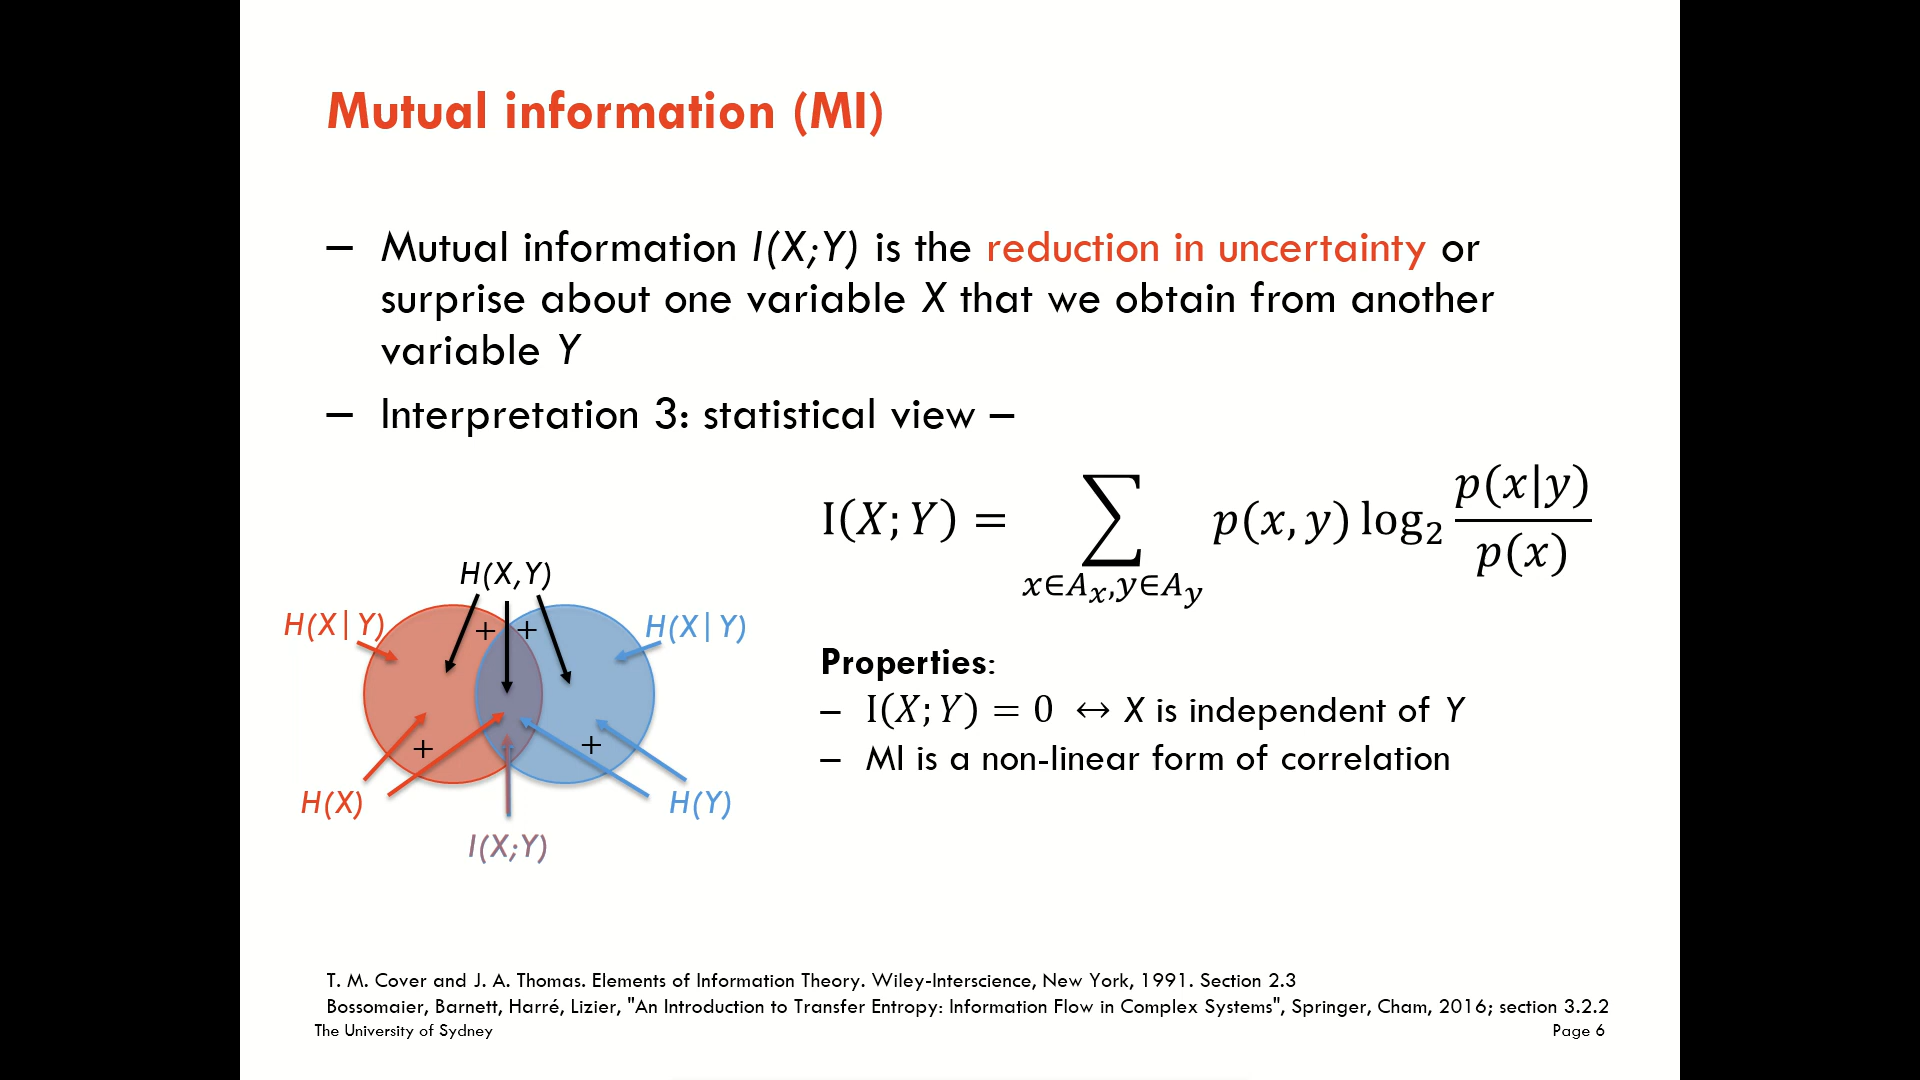 Mutual information (MI)
– Mutual information I(X;Y) is the reduction in uncertainty or
surprise about one variable X that we obtain from another
variable Y
– Interpretation 3: statistical view –
I(X;Y) = ∑ p(x,y) log₂ p(x|y)/p(x)
x∈Aₓ,y∈A_y
H(X,Y)
H(X|Y)
H(X|Y)
+ +
+ +
H(X)
H(Y)
I(X;Y)
Properties:
– I(X;Y) = 0 ↔ X is independent of Y
– MI is a non-linear form of correlation
T. M. Cover and J. A. Thomas. Elements of Information Theory. Wiley-Interscience, New York, 1991. Section 2.3
Bossomaier, Barnett, Harré, Lizier, "An Introduction to Transfer Entropy: Information Flow in Complex Systems", Springer, Cham, 2016; section 3.2.2
The University of Sydney
Page 6